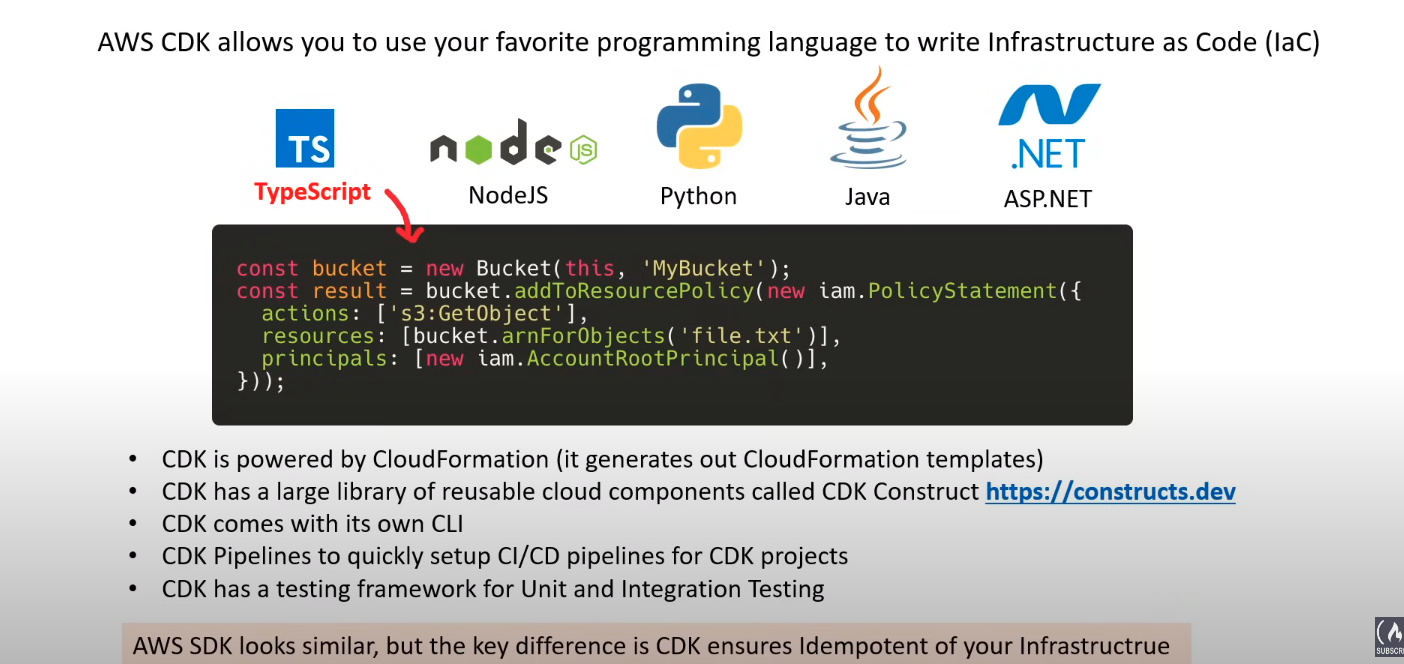 AWS CDK allows you to use your favorite programming language to write Infrastructure as Code (IaC)
TS
node
JS
.NET
TypeScript
NodeJS
Python
Java
ASP.NET
const bucket = new Bucket(this, 'MyBucket');
const result = bucket.addToResourcePolicy(new iam.PolicyStatement({
  actions: ['s3:GetObject'],
  resources: [bucket.arnForObjects('file.txt')],
  principals: [new iam.AccountRootPrincipal()],
}));
• CDK is powered by CloudFormation (it generates out CloudFormation templates)
• CDK has a large library of reusable cloud components called CDK Construct https://constructs.dev
• CDK comes with its own CLI
• CDK Pipelines to quickly setup CI/CD pipelines for CDK projects
• CDK has a testing framework for Unit and Integration Testing
AWS SDK looks similar, but the key difference is CDK ensures Idempotent of your Infrastructrue
SUBSCRI